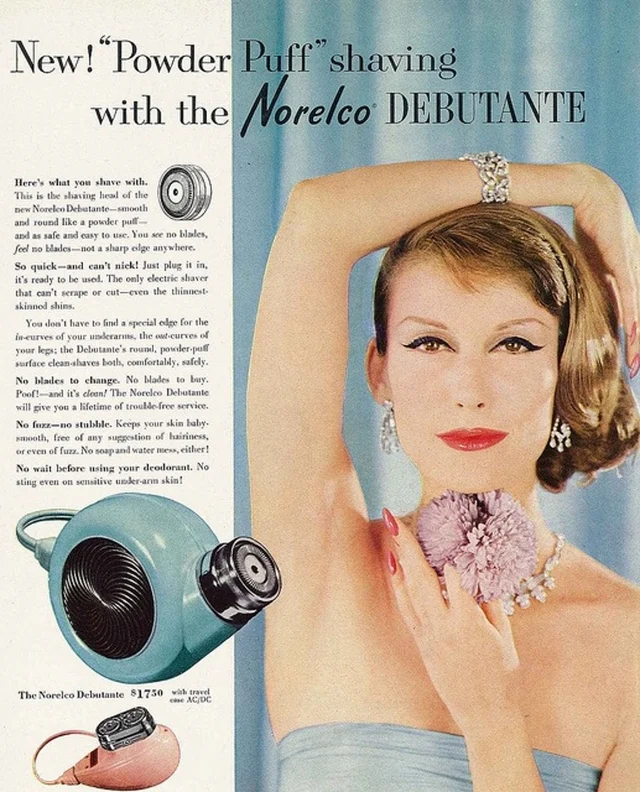 New! “Powder Puff” shaving
with the Norelco® DEBUTANTE
Here's what you shave with.
This is the shaving head of the
new Norelco Debutante—smooth
and round like a powder puff—
and as safe and easy to use. You see no blades,
feel no blades—not a sharp edge anywhere.
So quick—and can't nick! Just plug it in,
it's ready to be used. The only electric shaver
that can't scrape or cut—even the thinnest-
skinned shins.
You don't have to find a special edge for the
in-curves of your underarms, the out-curves of
your legs; the Debutante's round, powder-puff
surface clean-shaves both, comfortably, safely.
No blades to change. No blades to buy.
Poof!—and it's clean! The Norelco Debutante
will give you a lifetime of trouble-free service.
No fuzz—no stubble. Keeps your skin baby-
smooth, free of any suggestion of hairiness,
or even of fuzz. No soap and water mess, either!
No wait before using your deodorant. No
sting even on sensitive under-arm skin!
The Norelco Debutante $1750 with travel
case AC/DC